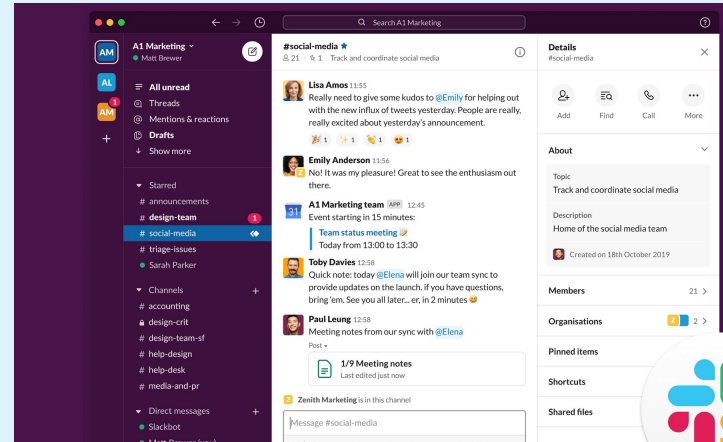 Search A1 Marketing
AM
AL
AM
1
A1 Marketing
Matt Brewer
All unread
Threads
Mentions & reactions
Drafts
Show more
Starred
# announcements
# design-team 1
# social-media
# triage-issues
Sarah Parker
Channels +
# accounting
design-crit
# design-team-sf
# help-design
# help-desk
# media-and-pr
Direct messages +
Slackbot
#social-media
21 | 1 | Track and coordinate social media
Lisa Amos 11:55
Really need to give some kudos to @Emily for helping out
with the new influx of tweets yesterday. People are really,
really excited about yesterday's announcement.
1 1 1 1
Z
Emily Anderson 11:56
No! It was my pleasure! Great to see the enthusiasm out
there.
31
A1 Marketing team APP 12:45
Event starting in 15 minutes:
Team status meeting
Today from 13:00 to 13:30
Toby Davies 12:58
Quick note: today @Elena will join our team sync to
provide updates on the launch. if you have questions,
bring 'em. See you all later... er, in 2 minutes
Paul Leung 12:58
Meeting notes from our sync with @Elena
Post
1/9 Meeting notes
Last edited just now
Z Zenith Marketing is in this channel
Message #social-media
Details
#social-media
Add Find Call More
About
Topic
Track and coordinate social media
Description
Home of the social media team
Created on 18th October 2019
Members 21
Organisations Z 2
Pinned items
Shortcuts
Shared files